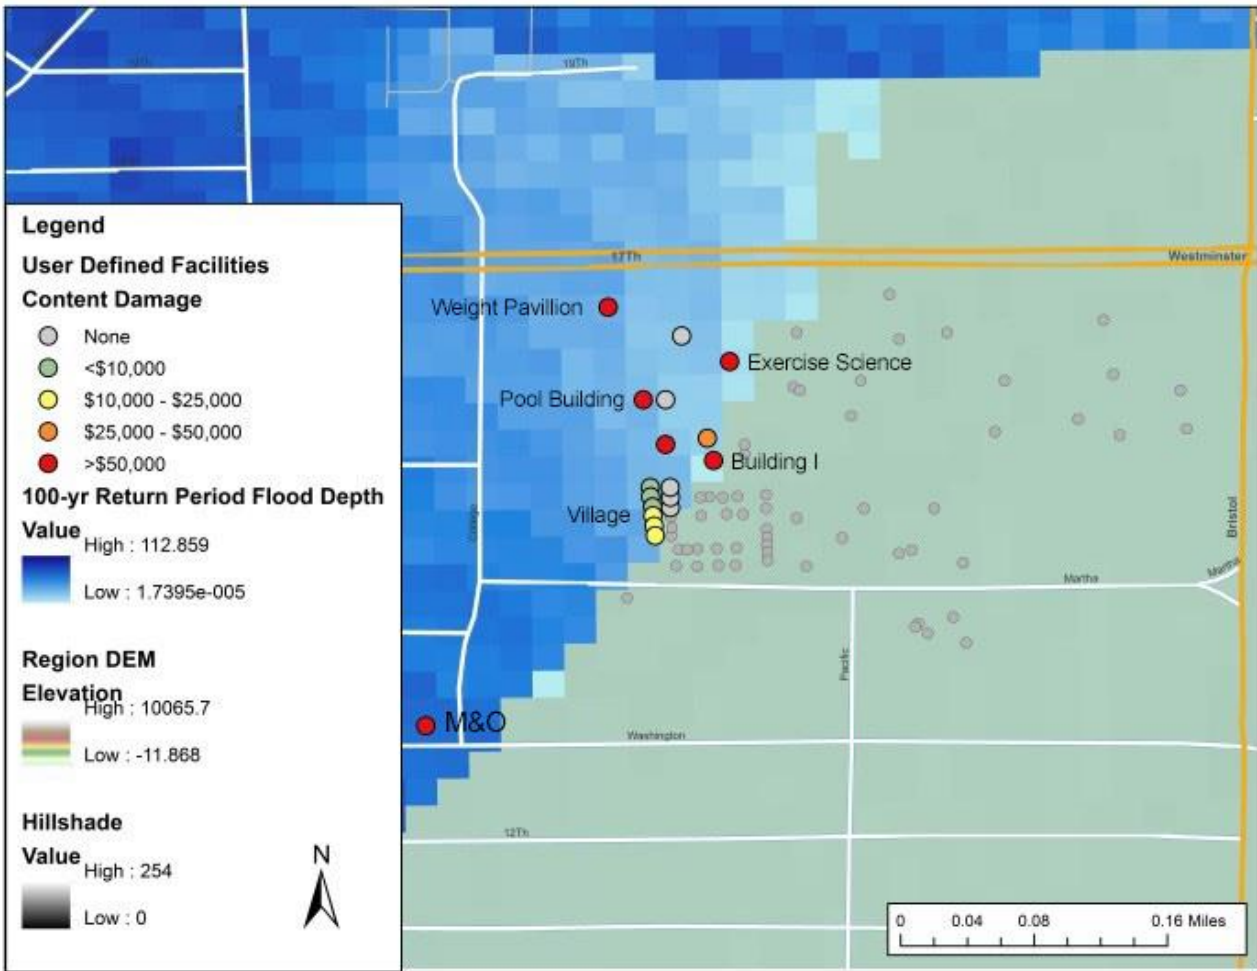 19Th
Legend
User Defined Facilities
Content Damage
None
<$10,000
$10,000 - $25,000
$25,000 - $50,000
>$50,000
100-yr Return Period Flood Depth
Value
High : 112.859
Low : 1.7395e-005
Region DEM
Elevation
High : 10065.7
Low : -11.868
Hillshade
Value
High : 254
Low : 0
N
17Th
Westminster
Weight Pavillion
Exercise Science
Pool Building
Building I
Village
College
Bristol
Martha
Martha
Pacific
M&O
Washington
12Th
0 0.04 0.08 0.16 Miles